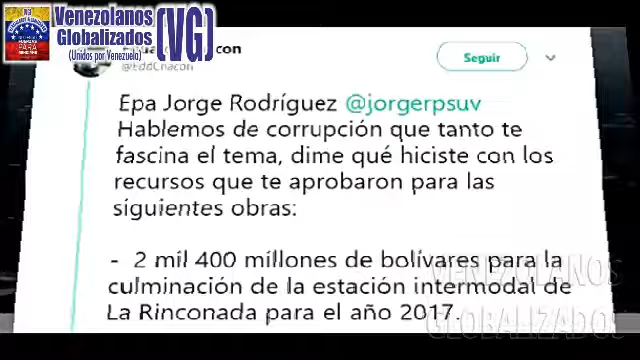 VG
Venezolanos
Globalizados
(VG)
(Unidos por Venezuela)
con
@EddChacon
Seguir
Epa Jorge Rodríguez @jorgerpsuv
Hablemos de corrupción que tanto te
fascina el tema, dime qué hiciste con los
recursos que te aprobaron para las
siguientes obras:
- 2 mil 400 millones de bolívares para la
culminación de la estación intermodal de
La Rinconada para el año 2017.
VENEZOLANOS
GLOBALIZADOS